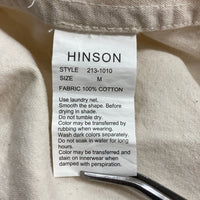 HINSON
STYLE 213-1010
SIZE M
FABRIC 100% COTTON
Use laundry net.
Smooth the shape. Before
drying in shade.
Do not tumble dry.
Color may be transferred by
rubbing when wearing.
Wash dark colors separately.
Do not soak in water for long
hours.
Color may be transferred and
stain on innerwear when
damped with perspiration.